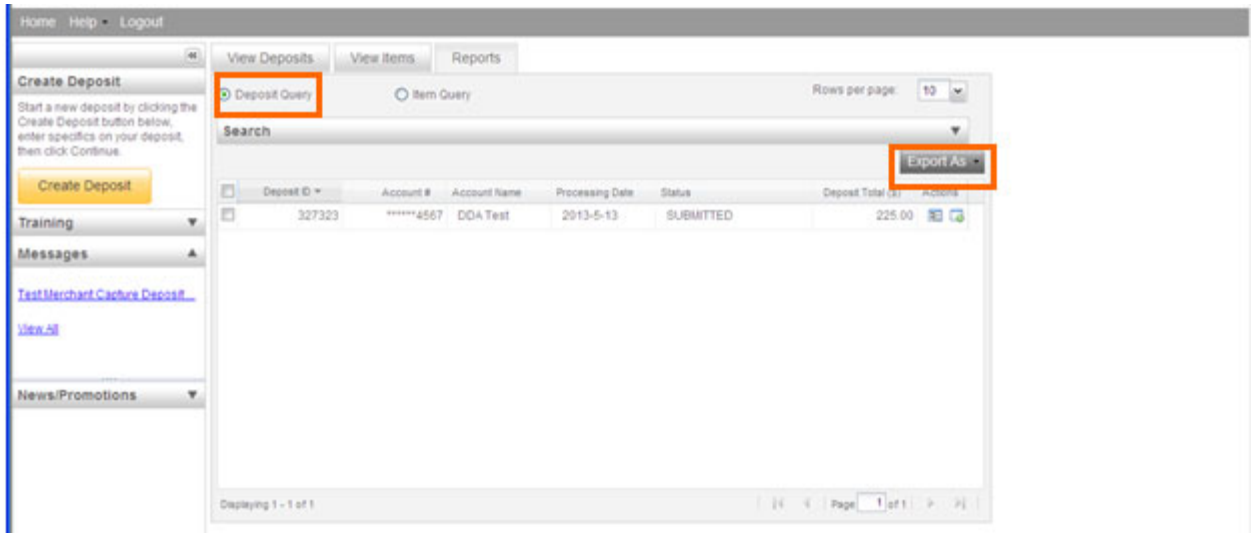 Home Help Logout
Create Deposit
Start a new deposit by clicking the
Create Deposit button below,
enter specifics on your deposit,
then click Continue.
Create Deposit
Training
Messages
Test Merchant Capture Deposit ...
View All
News/Promotions
View Deposits View Items Reports
Deposit Query Item Query Rows per page: 10
Search
Export As
Deposit ID Account # Account Name Processing Date Status Deposit Total ($) Actions
327323 ******4567 DDA Test 2013-5-13 SUBMITTED 225.00
Displaying 1 - 1 of 1 Page 1 of 1